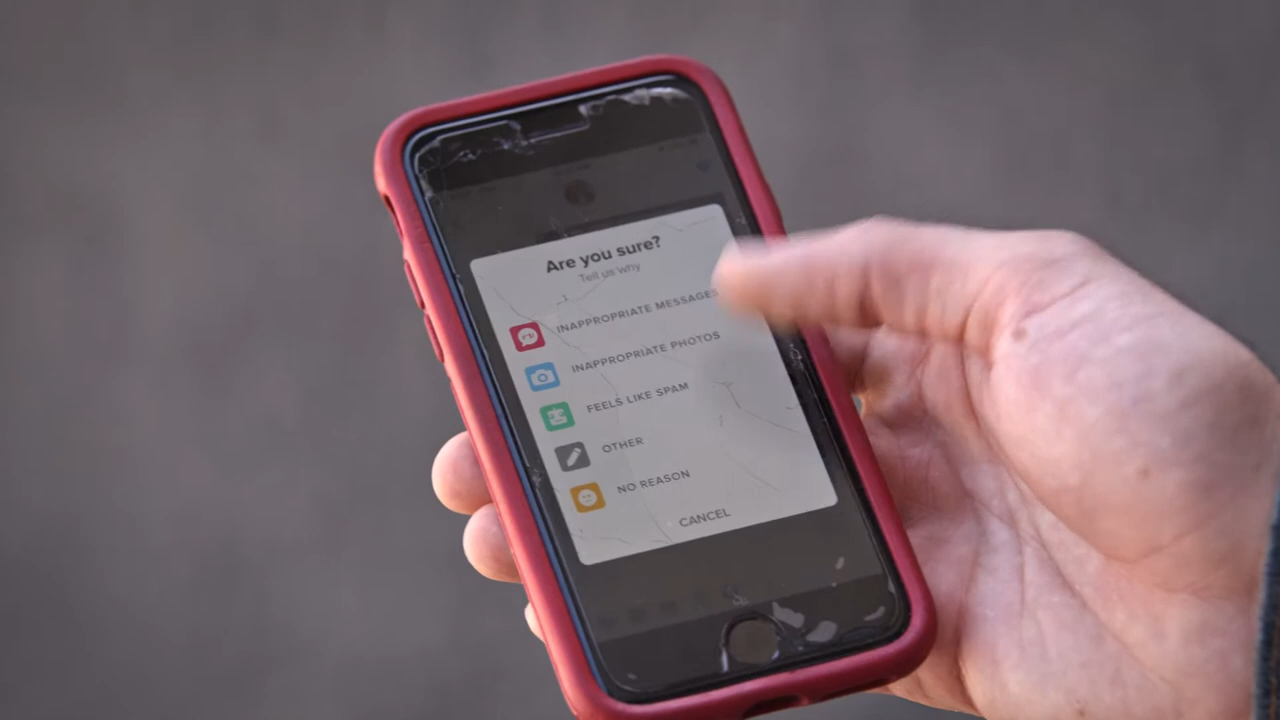 Are you sure?
Tell us why
INAPPROPRIATE MESSAGES
INAPPROPRIATE PHOTOS
FEELS LIKE SPAM
OTHER
NO REASON
CANCEL